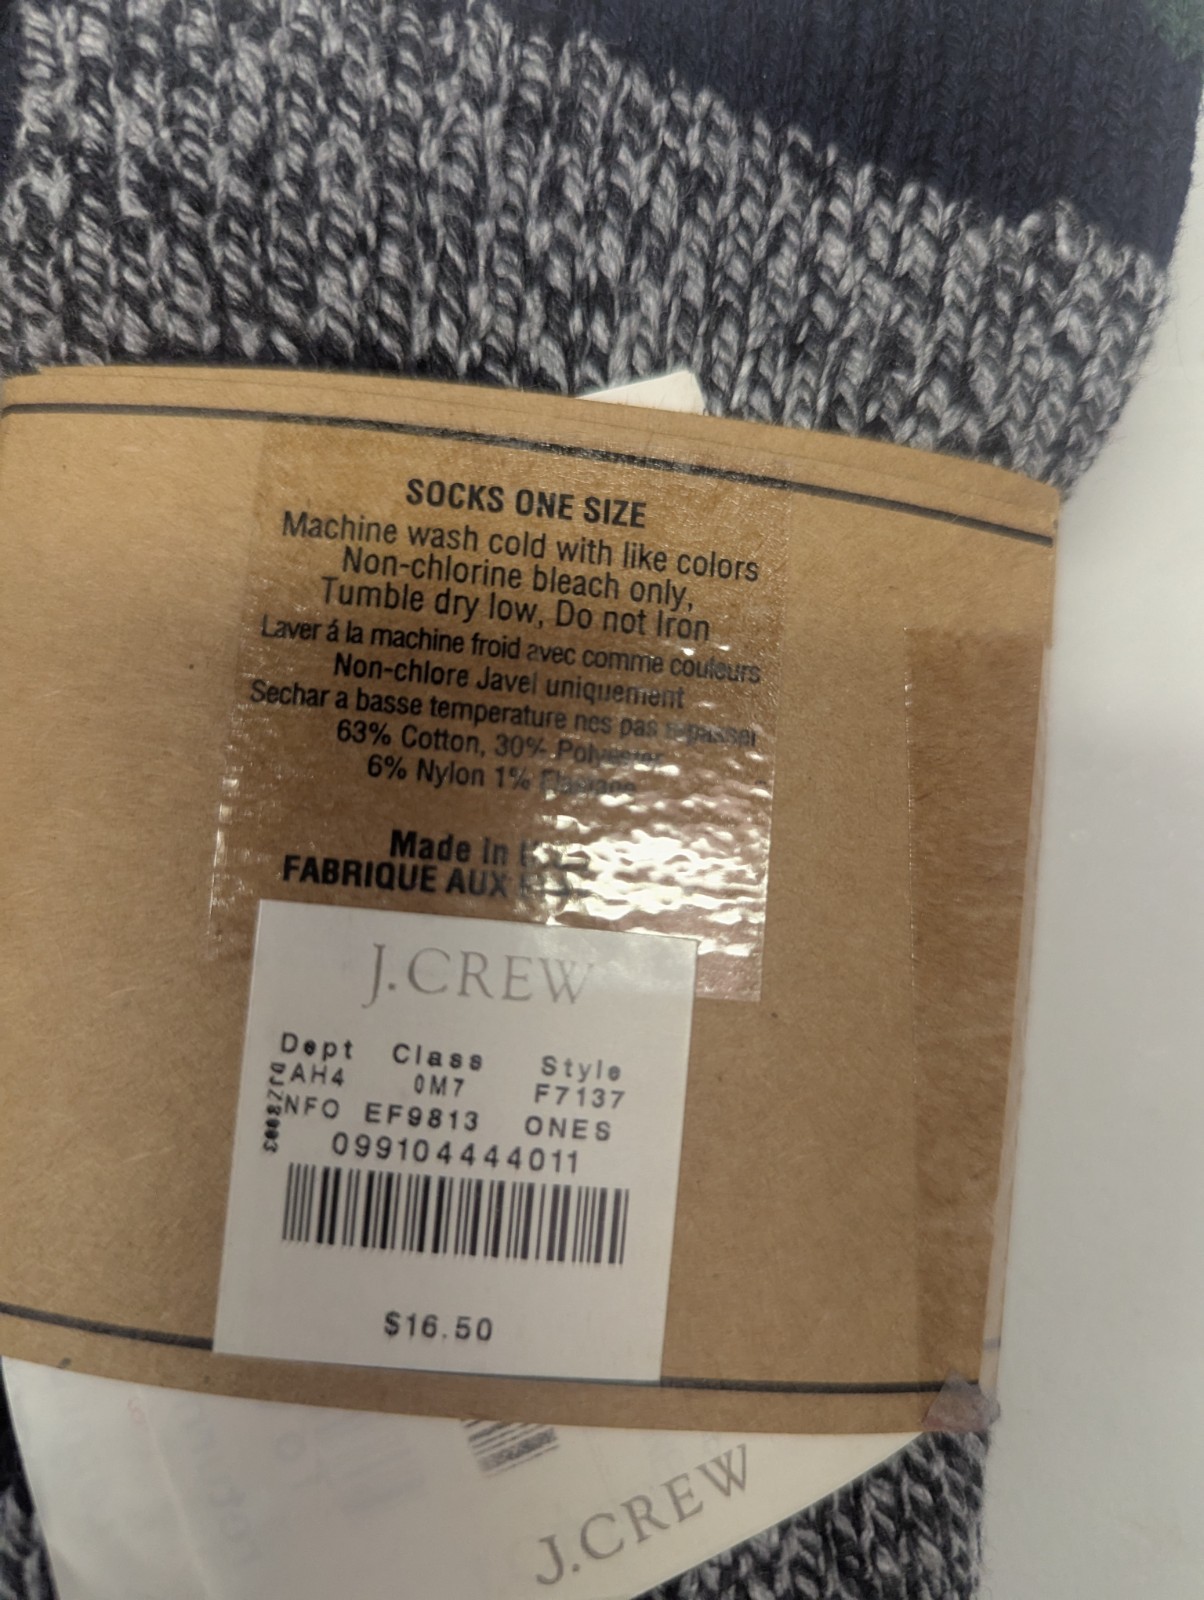 SOCKS ONE SIZE
Machine wash cold with like colors
Non-chlorine bleach only,
Tumble dry low, Do not Iron
Laver á la machine froid avec comme couleurs
Non-chlore Javel uniquement
Sechar a basse temperature nes pas
63% Cotton, 30% Polyester
6% Nylon 1%
Made in
FABRIQUE AUX
J.CREW
Dept Class Style
AH4 0M7 F7137
NFO EF9813 ONES
099104444011
$16.50
J.CREW